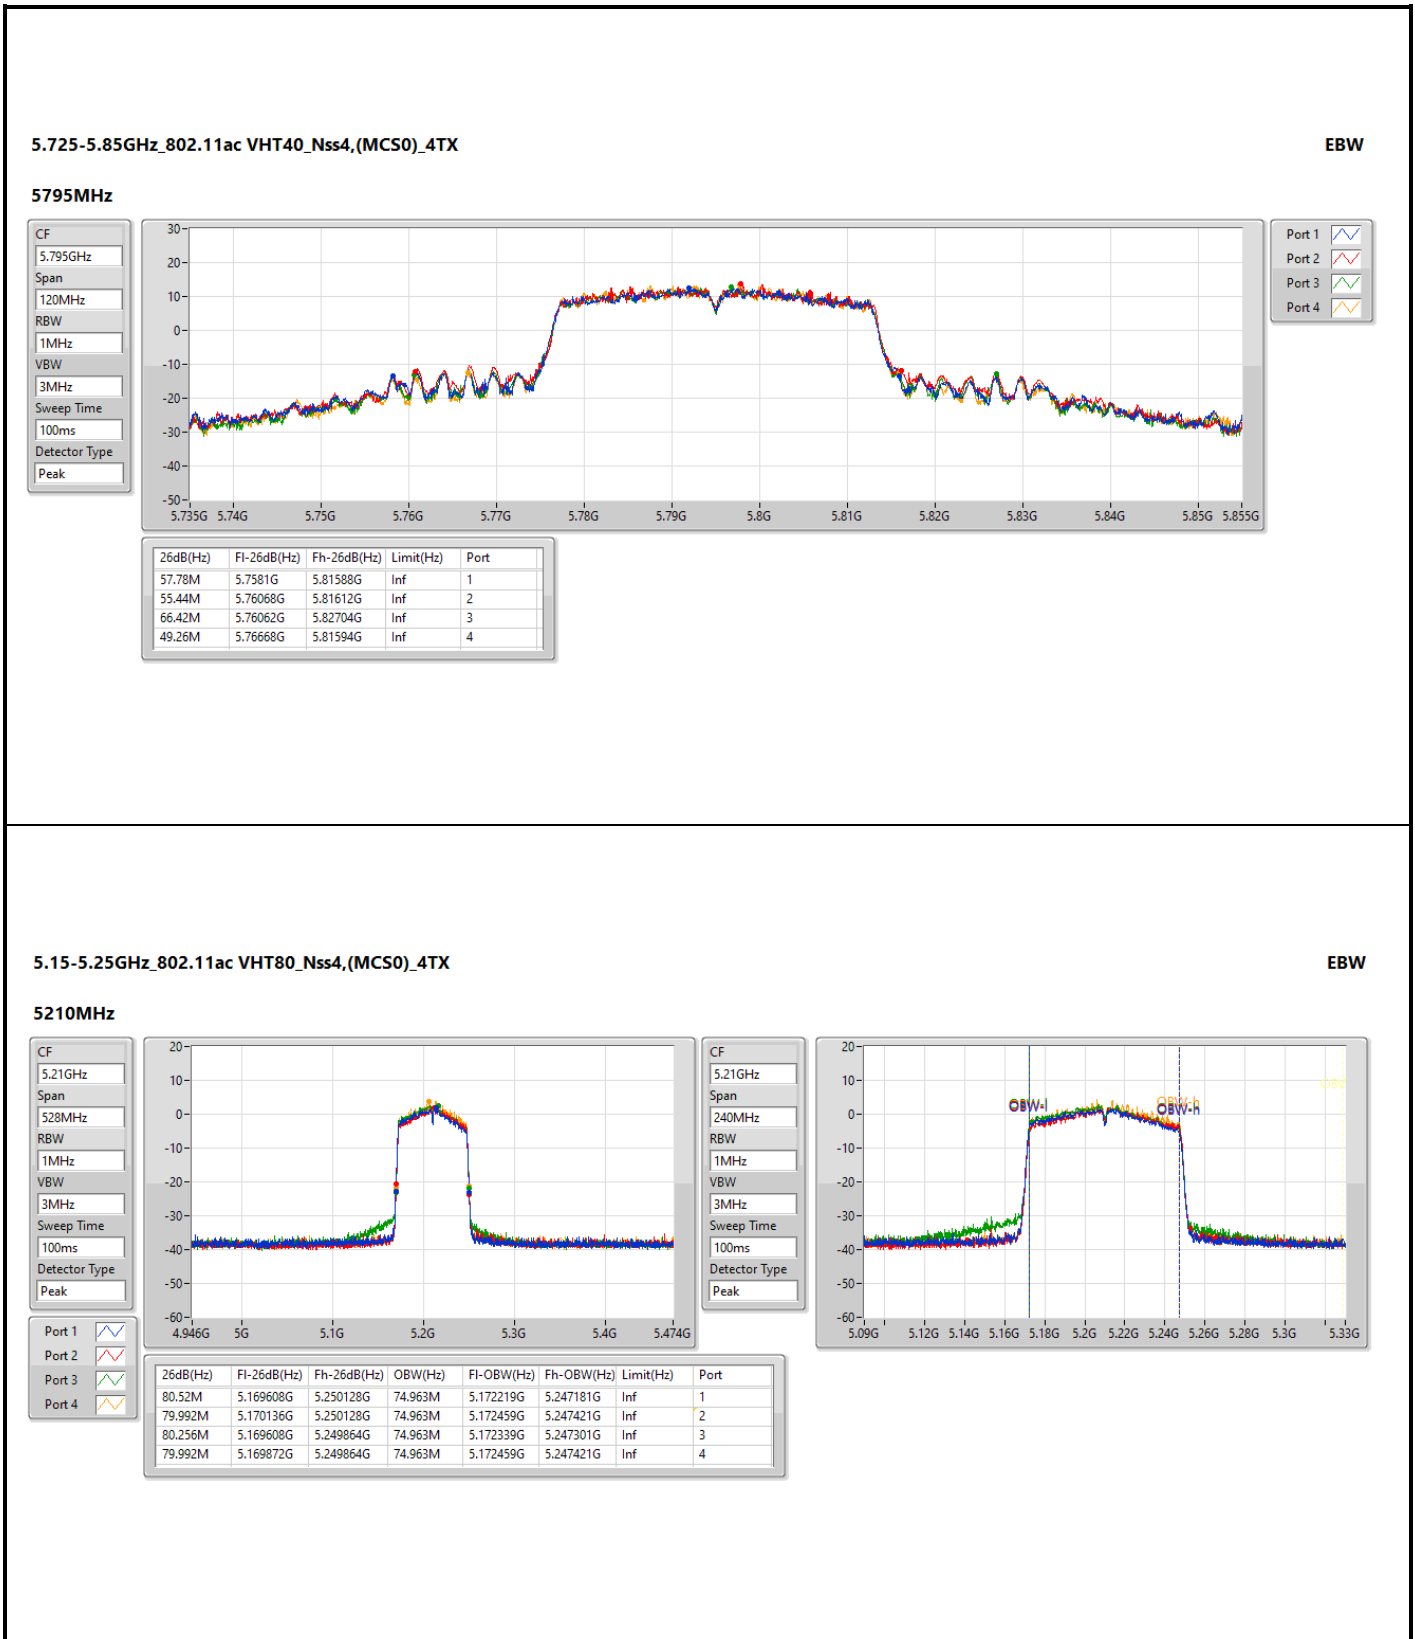 5.725-5.85GHz_802.11ac VHT40_Nss4,(MCS0)_4TX EBW
5795MHz
CF
5.795GHz
Span
120MHz
RBW
1MHz
VBW
3MHz
Sweep Time
100ms
Detector Type
Peak
30
20
10
0
-10
-20
-30
-40
-50
5.735G 5.74G 5.75G 5.76G 5.77G 5.78G 5.79G 5.8G 5.81G 5.82G 5.83G 5.84G 5.85G 5.855G
Port 1
Port 2
Port 3
Port 4
26dB(Hz) Fl-26dB(Hz) Fh-26dB(Hz) Limit(Hz) Port
57.78M 5.7581G 5.81588G Inf 1
55.44M 5.76068G 5.81612G Inf 2
66.42M 5.76062G 5.82704G Inf 3
49.26M 5.76668G 5.81594G Inf 4
5.15-5.25GHz_802.11ac VHT80_Nss4,(MCS0)_4TX EBW
5210MHz
CF
5.21GHz
Span
528MHz
RBW
1MHz
VBW
3MHz
Sweep Time
100ms
Detector Type
Peak
Port 1
Port 2
Port 3
Port 4
20
10
0
-10
-20
-30
-40
-50
-60
4.946G 5G 5.1G 5.2G 5.3G 5.4G 5.474G
CF
5.21GHz
Span
240MHz
RBW
1MHz
VBW
3MHz
Sweep Time
100ms
Detector Type
Peak
20
10
0
-10
-20
-30
-40
-50
-60
OBW-l
OBW-h
OBW-h
5.09G 5.12G 5.14G 5.16G 5.18G 5.2G 5.22G 5.24G 5.26G 5.28G 5.3G 5.33G
26dB(Hz) Fl-26dB(Hz) Fh-26dB(Hz) OBW(Hz) Fl-OBW(Hz) Fh-OBW(Hz) Limit(Hz) Port
80.52M 5.169608G 5.250128G 74.963M 5.172219G 5.247181G Inf 1
79.992M 5.170136G 5.250128G 74.963M 5.172459G 5.247421G Inf 2
80.256M 5.169608G 5.249864G 74.963M 5.172339G 5.247301G Inf 3
79.992M 5.169872G 5.249864G 74.963M 5.172459G 5.247421G Inf 4